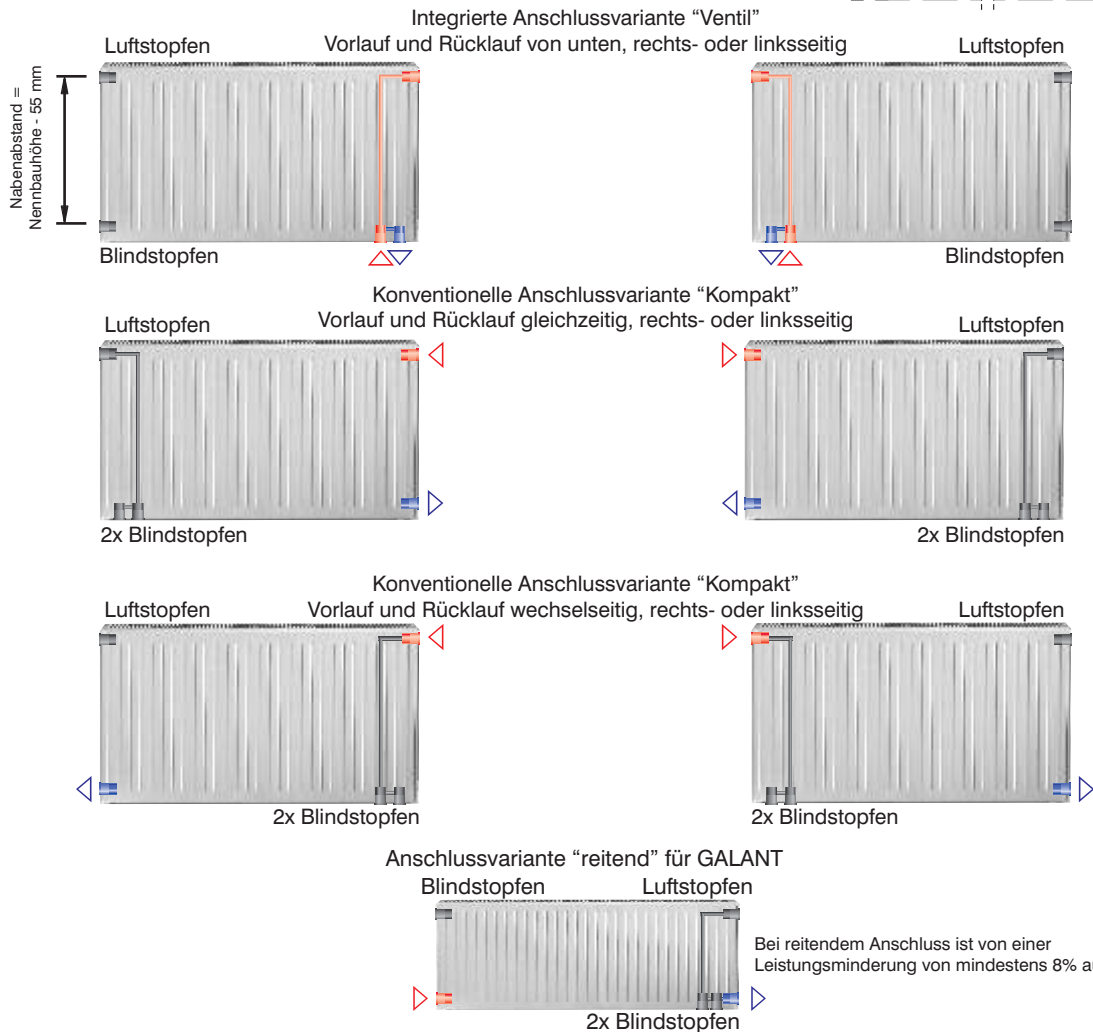 Integrierte Anschlussvariante “Ventil”
Luftstopfen
Vorlauf und Rücklauf von unten, rechts- oder linksseitig
Luftstopfen
Nabenabstand =
Nennbauhöhe - 55 mm
Blindstopfen
Blindstopfen
Konventionelle Anschlussvariante “Kompakt”
Luftstopfen
Vorlauf und Rücklauf gleichzeitig, rechts- oder linksseitig
Luftstopfen
2x Blindstopfen
2x Blindstopfen
Konventionelle Anschlussvariante “Kompakt”
Luftstopfen
Vorlauf und Rücklauf wechselseitig, rechts- oder linksseitig
Luftstopfen
2x Blindstopfen
2x Blindstopfen
Anschlussvariante “reitend” für GALANT
Blindstopfen
Luftstopfen
Bei reitendem Anschluss ist von einer
Leistungsminderung von mindestens 8%
2x Blindstopfen